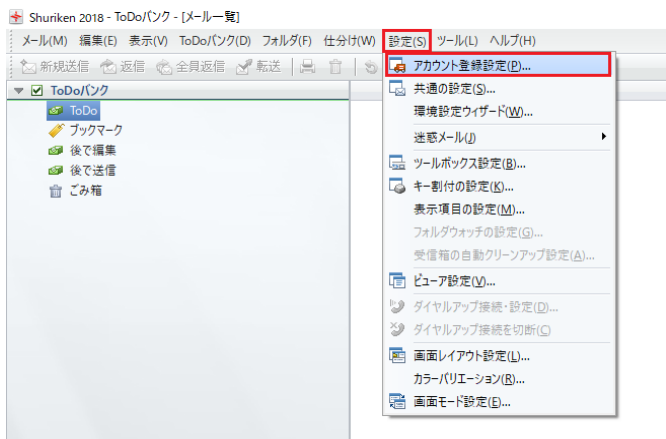 Shuriken 2018 - ToDoバンク - [メール一覧]
メール(M) 編集(E) 表示(V) ToDoバンク(D) フォルダ(F) 仕分け(W) 設定(S) ツール(L) ヘルプ(H)
新規送信 返信 全員返信 転送
ToDoバンク
ToDo
ブックマーク
後で編集
後で送信
ごみ箱
アカウント登録設定(P)...
共通の設定(S)...
環境設定ウィザード(W)...
迷惑メール(J)
ツールボックス設定(B)...
キー割付の設定(K)...
表示項目の設定(M)...
フォルダウォッチの設定(G)...
受信箱の自動クリーンアップ設定(A)...
ビューア設定(V)...
ダイヤルアップ接続・設定(D)...
ダイヤルアップ接続を切断(C)
画面レイアウト設定(L)...
カラーバリエーション(R)...
画面モード設定(E)...